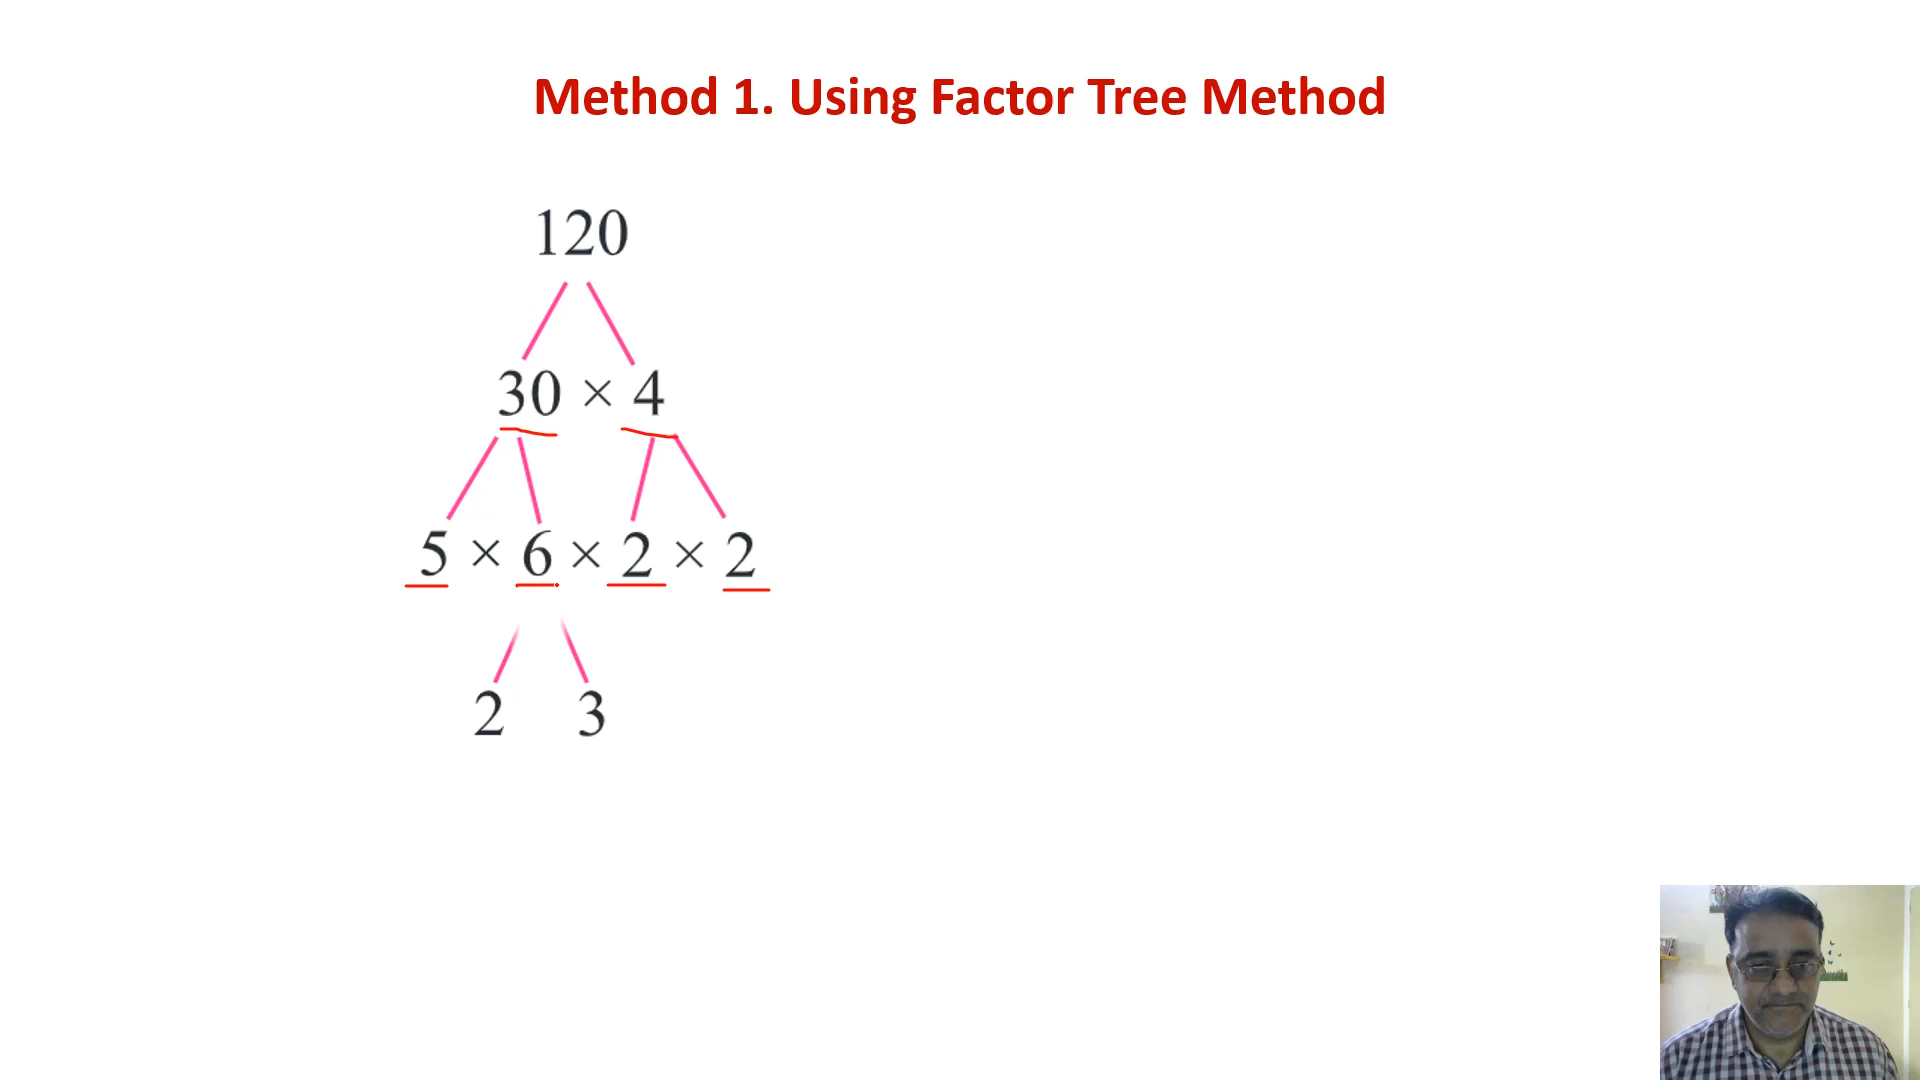 Method 1. Using Factor Tree Method
120
30 × 4
5 × 6 × 2 × 2
2 3